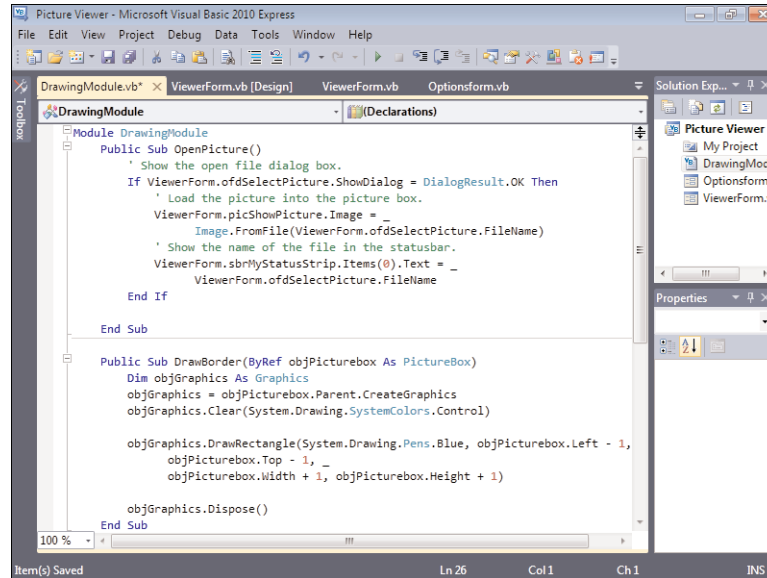 Picture Viewer - Microsoft Visual Basic 2010 Express
File Edit View Project Debug Data Tools Window Help
DrawingModule.vb* ViewerForm.vb [Design] ViewerForm.vb Optionsform.vb
Toolbox
DrawingModule (Declarations)
Module DrawingModule
Public Sub OpenPicture()
' Show the open file dialog box.
If ViewerForm.ofdSelectPicture.ShowDialog = DialogResult.OK Then
' Load the picture into the picture box.
ViewerForm.picShowPicture.Image = _
Image.FromFile(ViewerForm.ofdSelectPicture.FileName)
' Show the name of the file in the statusbar.
ViewerForm.sbrMyStatusStrip.Items(0).Text = _
ViewerForm.ofdSelectPicture.FileName
End If
End Sub
Public Sub DrawBorder(ByRef objPicturebox As PictureBox)
Dim objGraphics As Graphics
objGraphics = objPicturebox.Parent.CreateGraphics
objGraphics.Clear(System.Drawing.SystemColors.Control)
objGraphics.DrawRectangle(System.Drawing.Pens.Blue, objPicturebox.Left - 1,
objPicturebox.Top - 1, _
objPicturebox.Width + 1, objPicturebox.Height + 1)
objGraphics.Dispose()
End Sub
100 %
Solution Exp...
Picture Viewer
My Project
DrawingMod
Optionsform
ViewerForm.
Properties
Item(s) Saved Ln 26 Col 1 Ch 1 INS